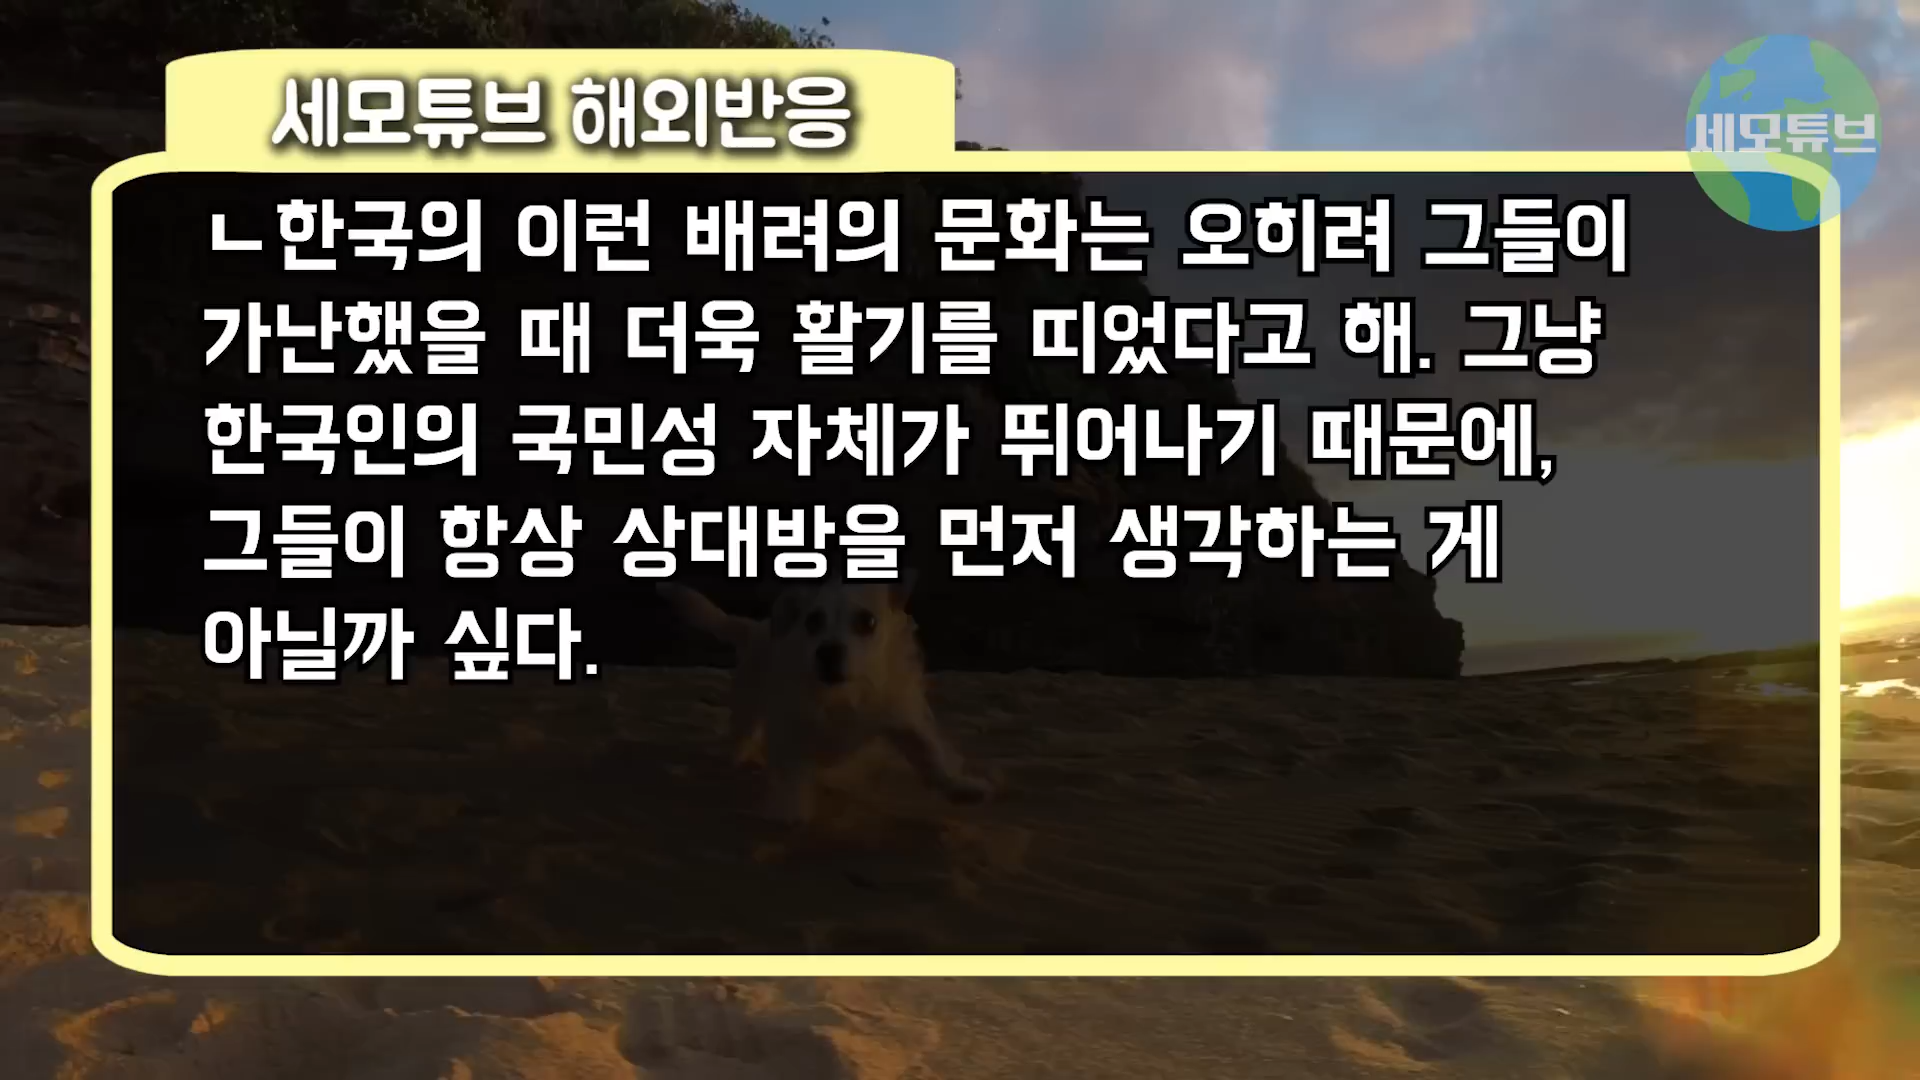 세모튜브 해외반응
세모튜브
ㄴ한국의 이런 배려의 문화는 오히려 그들이
가난했을 때 더욱 활기를 띠었다고 해. 그냥
한국인의 국민성 자체가 뛰어나기 때문에,
그들이 항상 상대방을 먼저 생각하는 게
아닐까 싶다.